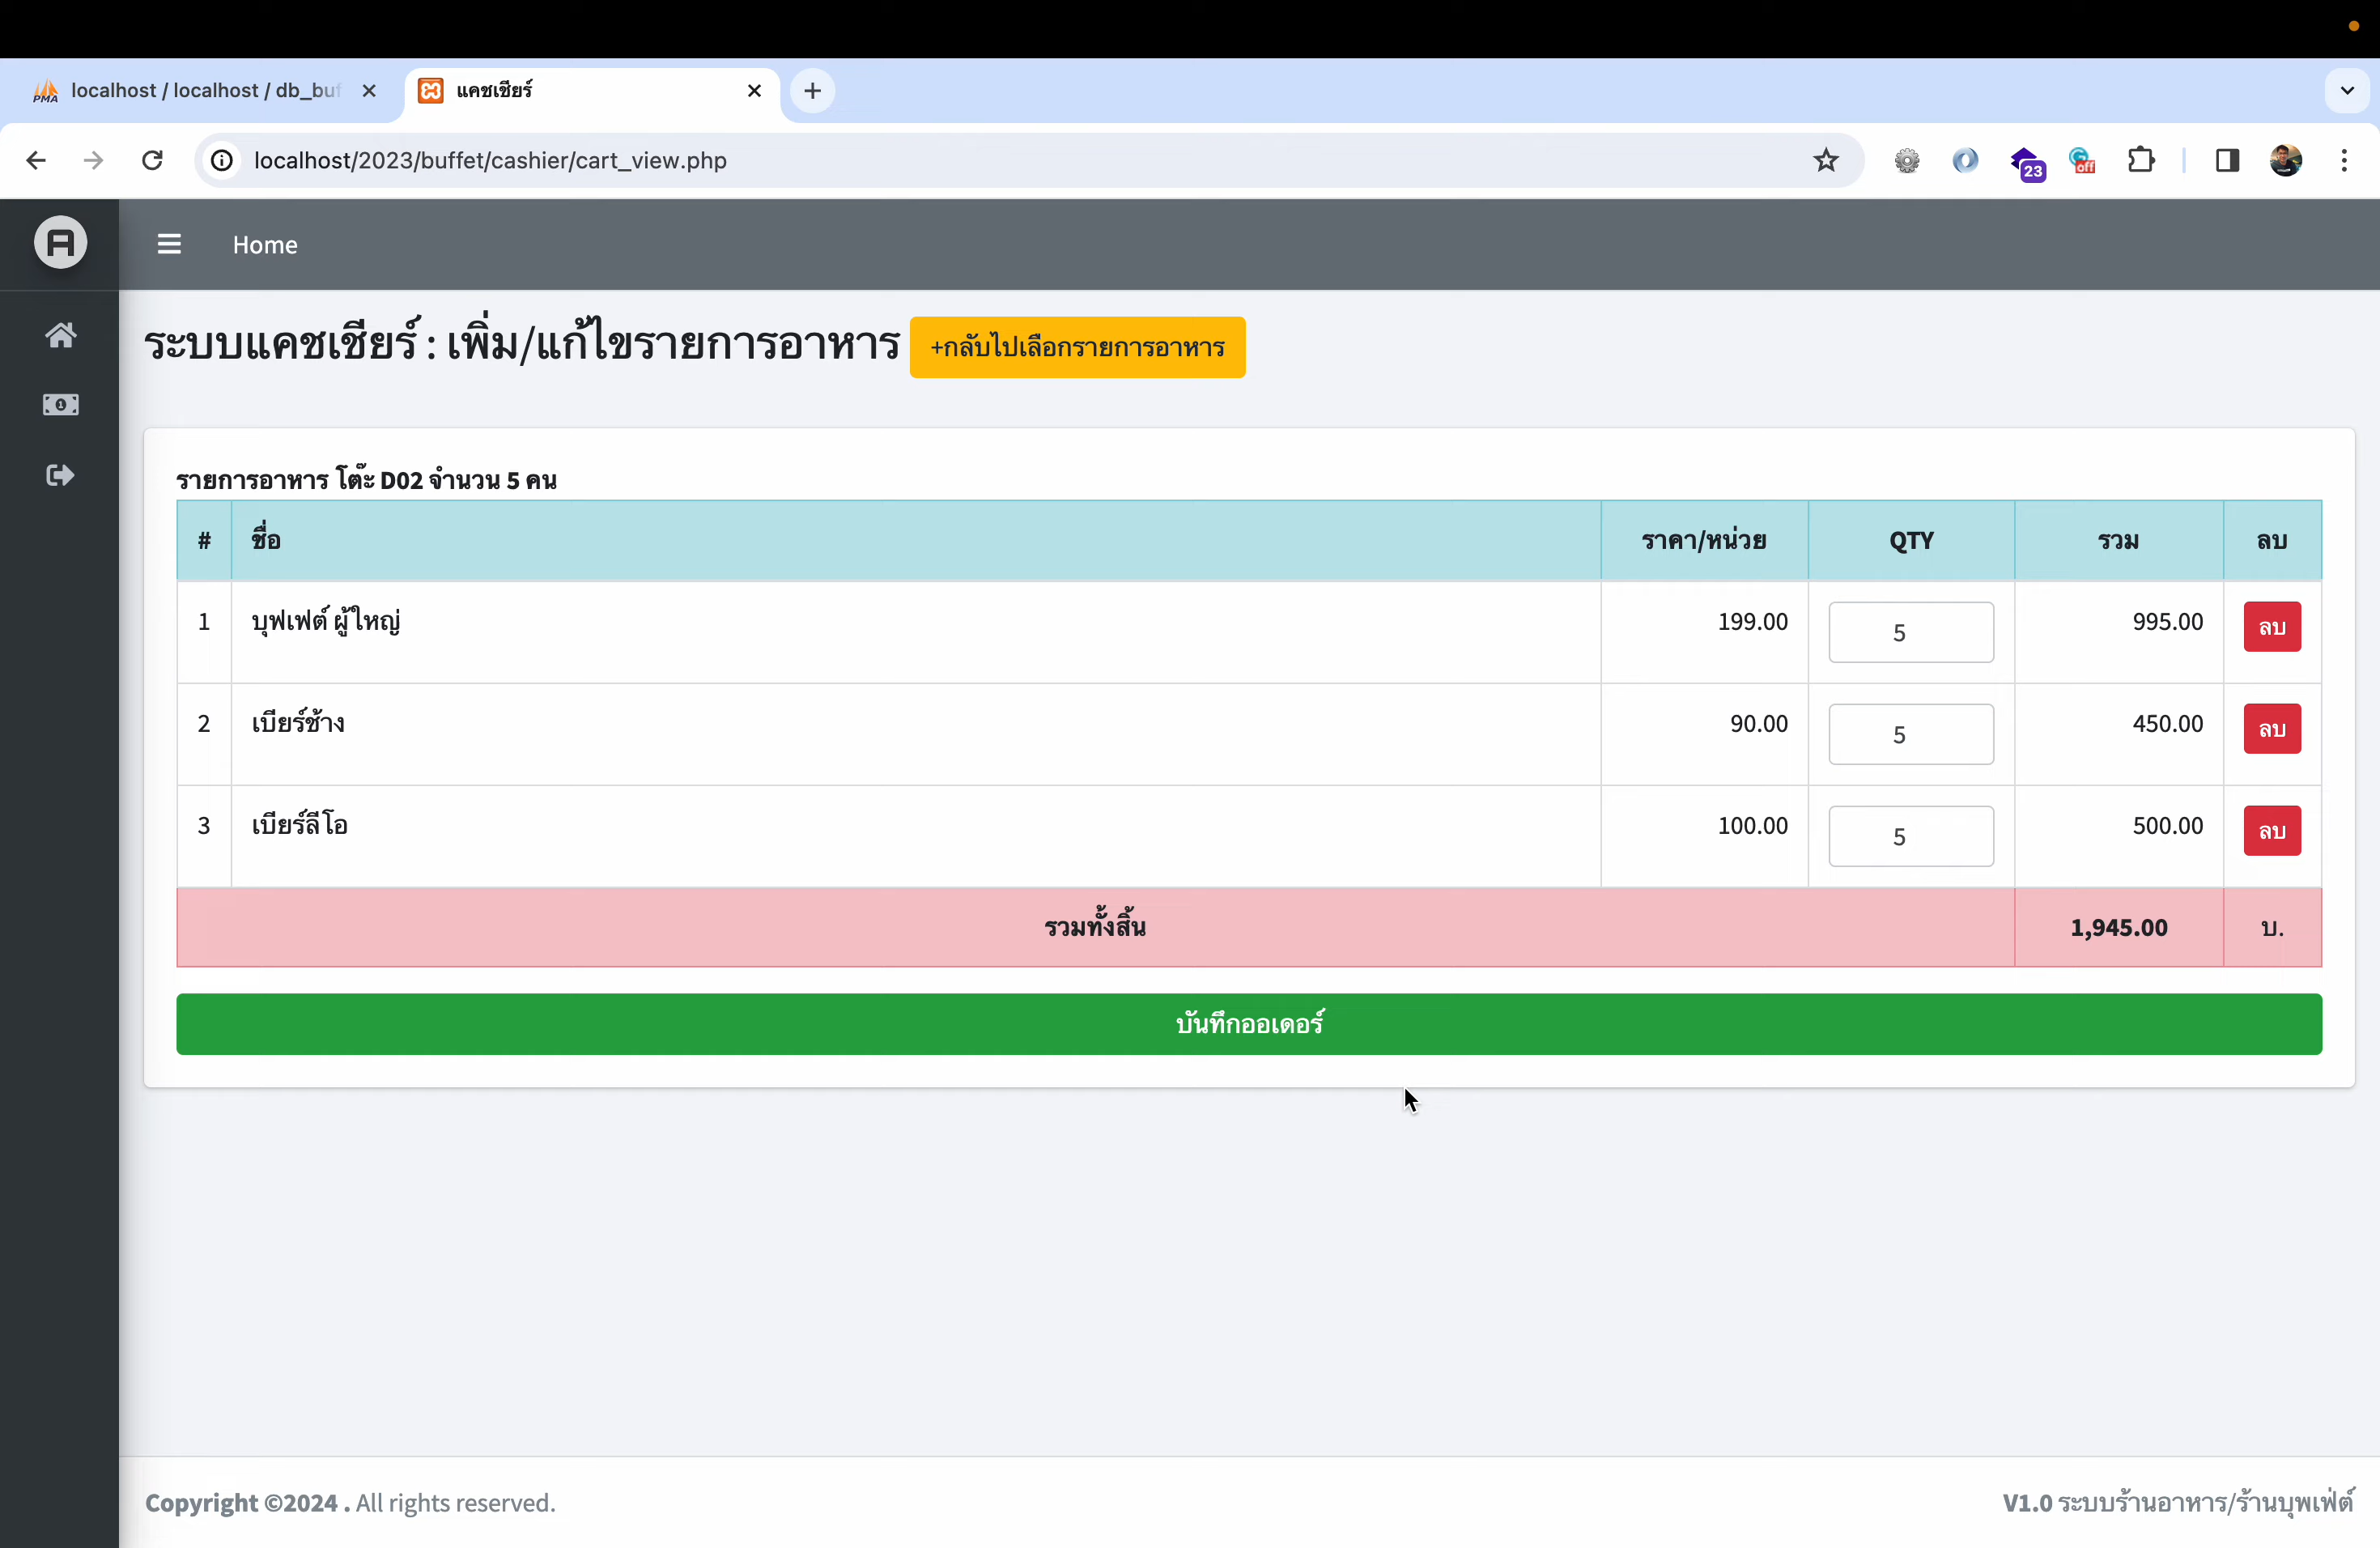 localhost / localhost / db_buf
แคชเชียร์
localhost/2023/buffet/cashier/cart_view.php
23
off
PMA
Home
ระบบแคชเชียร์ : เพิ่ม/แก้ไขรายการอาหาร +กลับไปเลือกรายการอาหาร
รายการอาหาร โต๊ะ D02 จำนวน 5 คน
# ชื่อ ราคา/หน่วย QTY รวม ลบ
1 บุฟเฟต์ ผู้ใหญ่ 199.00 5 995.00 ลบ
2 เบียร์ช้าง 90.00 5 450.00 ลบ
3 เบียร์ลีโอ 100.00 5 500.00 ลบ
รวมทั้งสิ้น 1,945.00 บ.
บันทึกออเดอร์
Copyright ©2024 . All rights reserved.
V1.0 ระบบร้านอาหาร/ร้านบุพเฟ่ต์